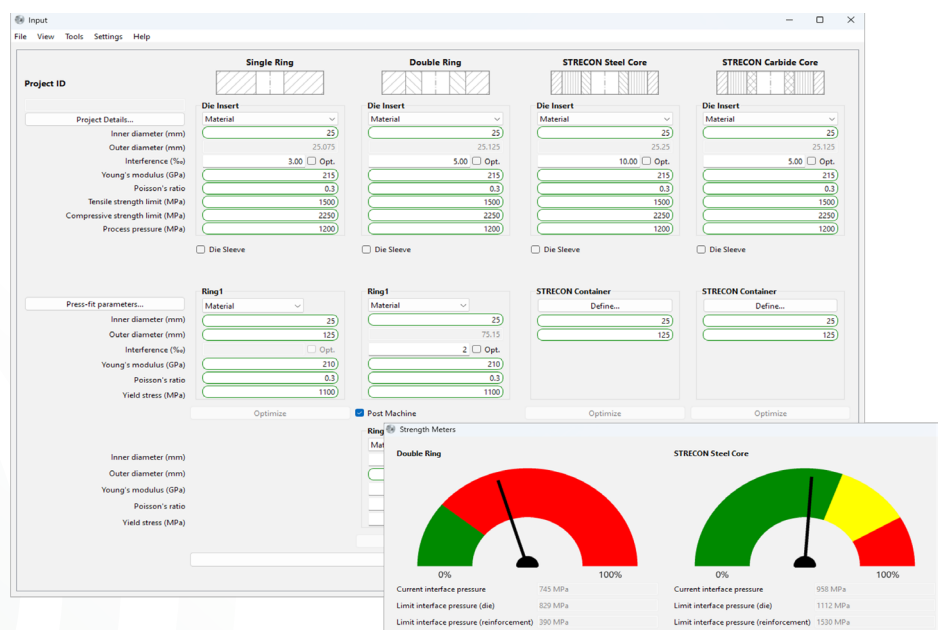 Input
File View Tools Settings Help
Single Ring Double Ring STRECON Steel Core STRECON Carbide Core
Project ID
Die Insert Die Insert Die Insert Die Insert
Project Details... Material Material Material Material
Inner diameter (mm) 25 25 25 25
Outer diameter (mm) 25.075 25.125 25.25 25.125
Interference (‰) 3.00 Opt. 5.00 Opt. 10.00 Opt. 5.00 Opt.
Young's modulus (GPa) 215 215 215 215
Poisson's ratio 0.3 0.3 0.3 0.3
Tensile strength limit (MPa) 1500 1500 1500 1500
Compressive strength limit (MPa) 2250 2250 2250 2250
Process pressure (MPa) 1200 1200 1200 1200
Die Sleeve Die Sleeve Die Sleeve Die Sleeve
Ring1 Ring1 STRECON Container STRECON Container
Press-fit parameters... Material Material Define... Define...
Inner diameter (mm) 25 25 25 25
Outer diameter (mm) 125 75.15 125 125
Interference (‰) Opt. 2 Opt.
Young's modulus (GPa) 210 210
Poisson's ratio 0.3 0.3
Yield stress (MPa) 1100 1100
Optimize Post Machine Optimize Optimize
Ring
Mat
Inner diameter (mm)
Outer diameter (mm)
Young's modulus (GPa)
Poisson's ratio
Yield stress (MPa)
Strength Meters
Double Ring STRECON Steel Core
0% 100% 0% 100%
Current interface pressure 745 MPa Current interface pressure 958 MPa
Limit interface pressure (die) 829 MPa Limit interface pressure (die) 1112 MPa
Limit interface pressure (reinforcement) 390 MPa Limit interface pressure (reinforcement) 1530 MPa